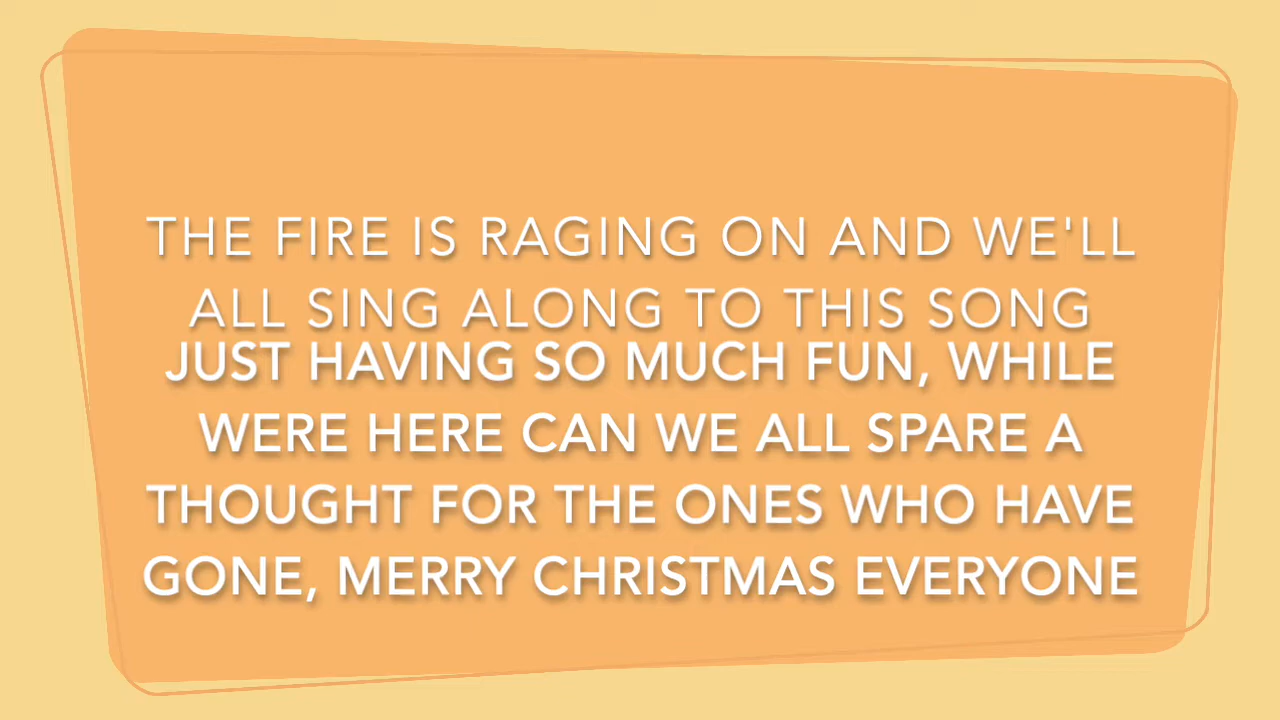 THE FIRE IS RAGING ON AND WE'LL
ALL SING ALONG TO THIS SONG
JUST HAVING SO MUCH FUN, WHILE
WERE HERE CAN WE ALL SPARE A
THOUGHT FOR THE ONES WHO HAVE
GONE, MERRY CHRISTMAS EVERYONE